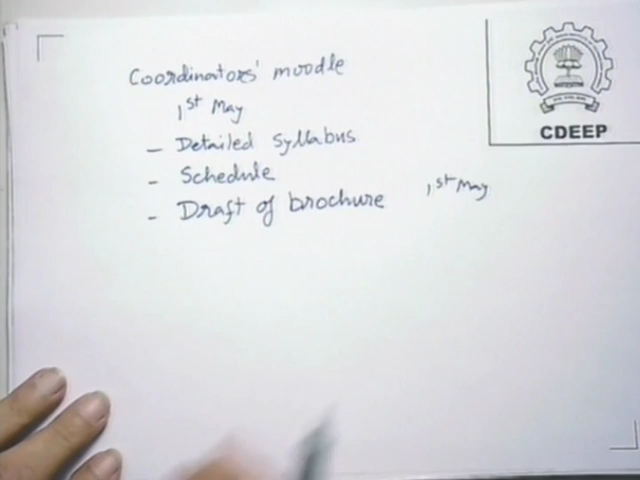 Coordinators' moodle
1st May
- Detailed Syllabus
- Schedule
- Draft of brochure 1st May
CDEEP